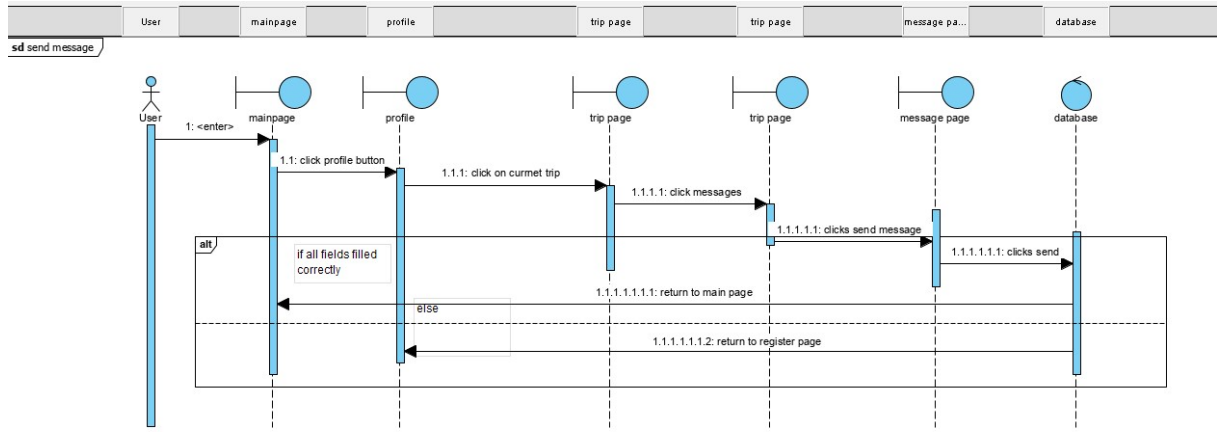 User
mainpage
profile
trip page
trip page
message pa...
database
sd send message
User
mainpage
profile
trip page
trip page
message page
database
1: <enter>
1.1: click profile button
1.1.1: click on currnet trip
1.1.1.1: click messages
1.1.1.1.1: clicks send message
alt
if all fields filled
correctly
1.1.1.1.1.1: clicks send
1.1.1.1.1.1.1: return to main page
else
1.1.1.1.1.1.2: return to register page